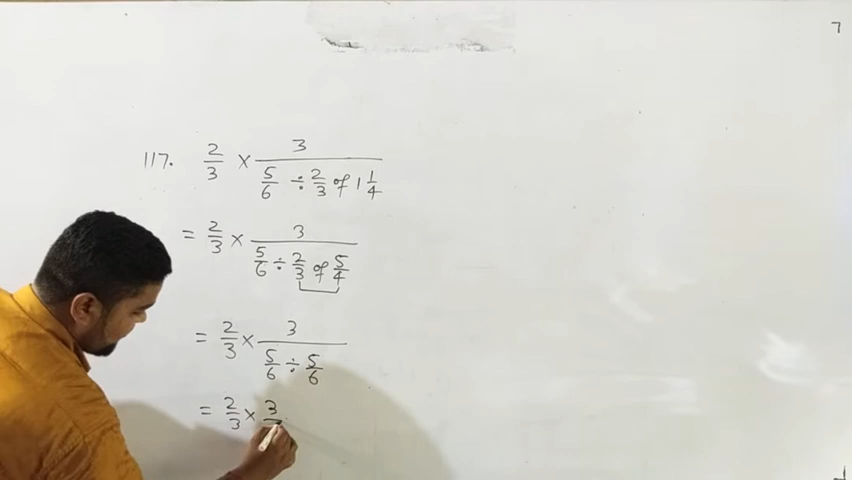 7
117. 2/3 × 3/(5/6 ÷ 2/3 of 1 1/4)
= 2/3 × 3/(5/6 ÷ 2/3 of 5/4)
= 2/3 × 3/(5/6 ÷ 5/6)
= 2/3 × 3